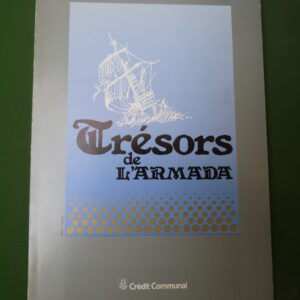 Trésors
de
L'ARMADA
Crédit Communal